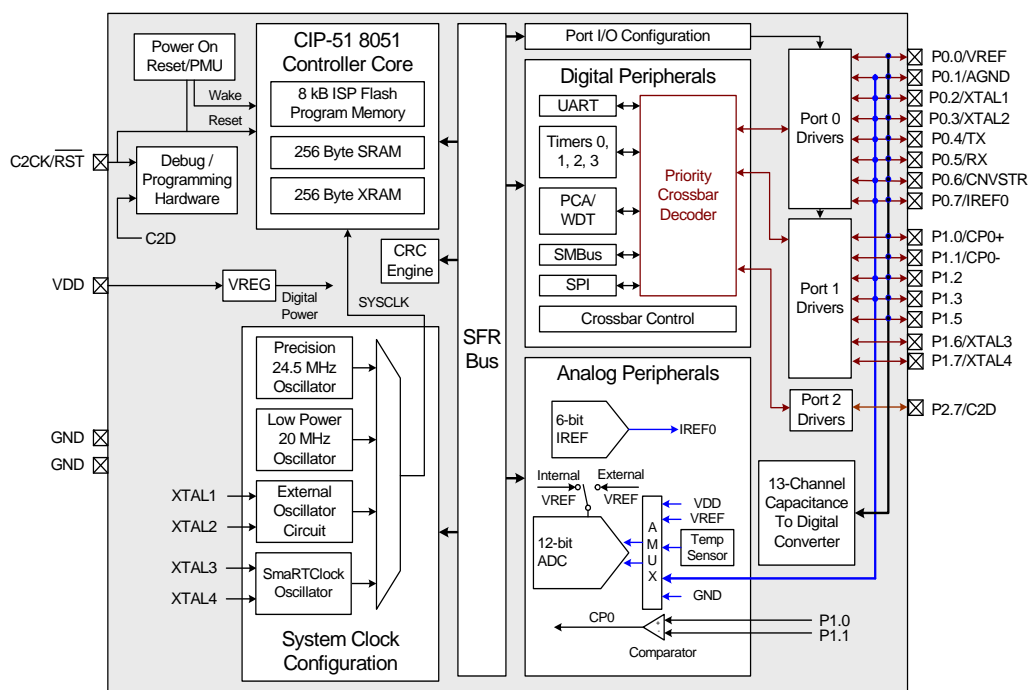 Power On
Reset/PMU
Wake
Reset
C2CK/RST
Debug /
Programming
Hardware
C2D
VDD
VREG
Digital
Power
GND
GND
CIP-51 8051
Controller Core
8 kB ISP Flash
Program Memory
256 Byte SRAM
256 Byte XRAM
CRC
Engine
SYSCLK
Precision
24.5 MHz
Oscillator
Low Power
20 MHz
Oscillator
XTAL1
XTAL2
External
Oscillator
Circuit
XTAL3
XTAL4
SmaRTClock
Oscillator
System Clock
Configuration
SFR
Bus
Port I/O Configuration
Digital Peripherals
UART
Timers 0,
1, 2, 3
PCA/
WDT
SMBus
SPI
Priority
Crossbar
Decoder
Crossbar Control
Analog Peripherals
6-bit
IREF
IREF0
Internal
External
VREF
VREF
12-bit
ADC
A
M
U
X
VDD
VREF
Temp
Sensor
GND
CP0
+
-
Comparator
P1.0
P1.1
Port 0
Drivers
Port 1
Drivers
Port 2
Drivers
13-Channel
Capacitance
To Digital
Converter
P0.0/VREF
P0.1/AGND
P0.2/XTAL1
P0.3/XTAL2
P0.4/TX
P0.5/RX
P0.6/CNVSTR
P0.7/IREF0
P1.0/CP0+
P1.1/CP0-
P1.2
P1.3
P1.5
P1.6/XTAL3
P1.7/XTAL4
P2.7/C2D